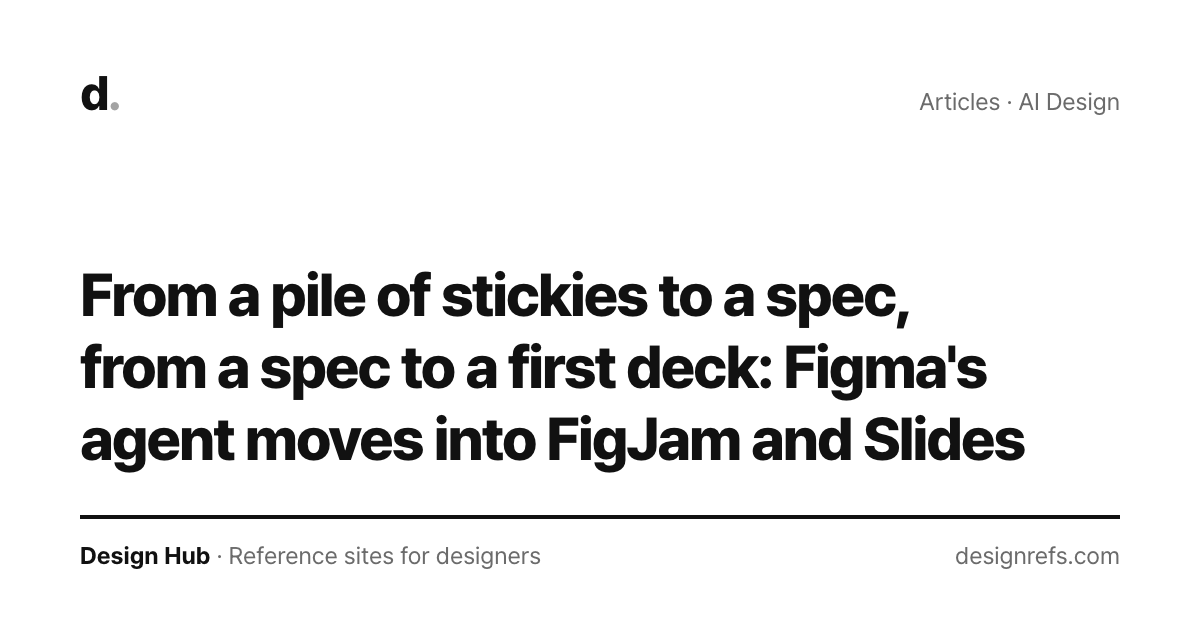 d.
Articles · AI Design
From a pile of stickies to a spec,
from a spec to a first deck: Figma's
agent moves into FigJam and Slides
Design Hub · Reference sites for designers
designrefs.com